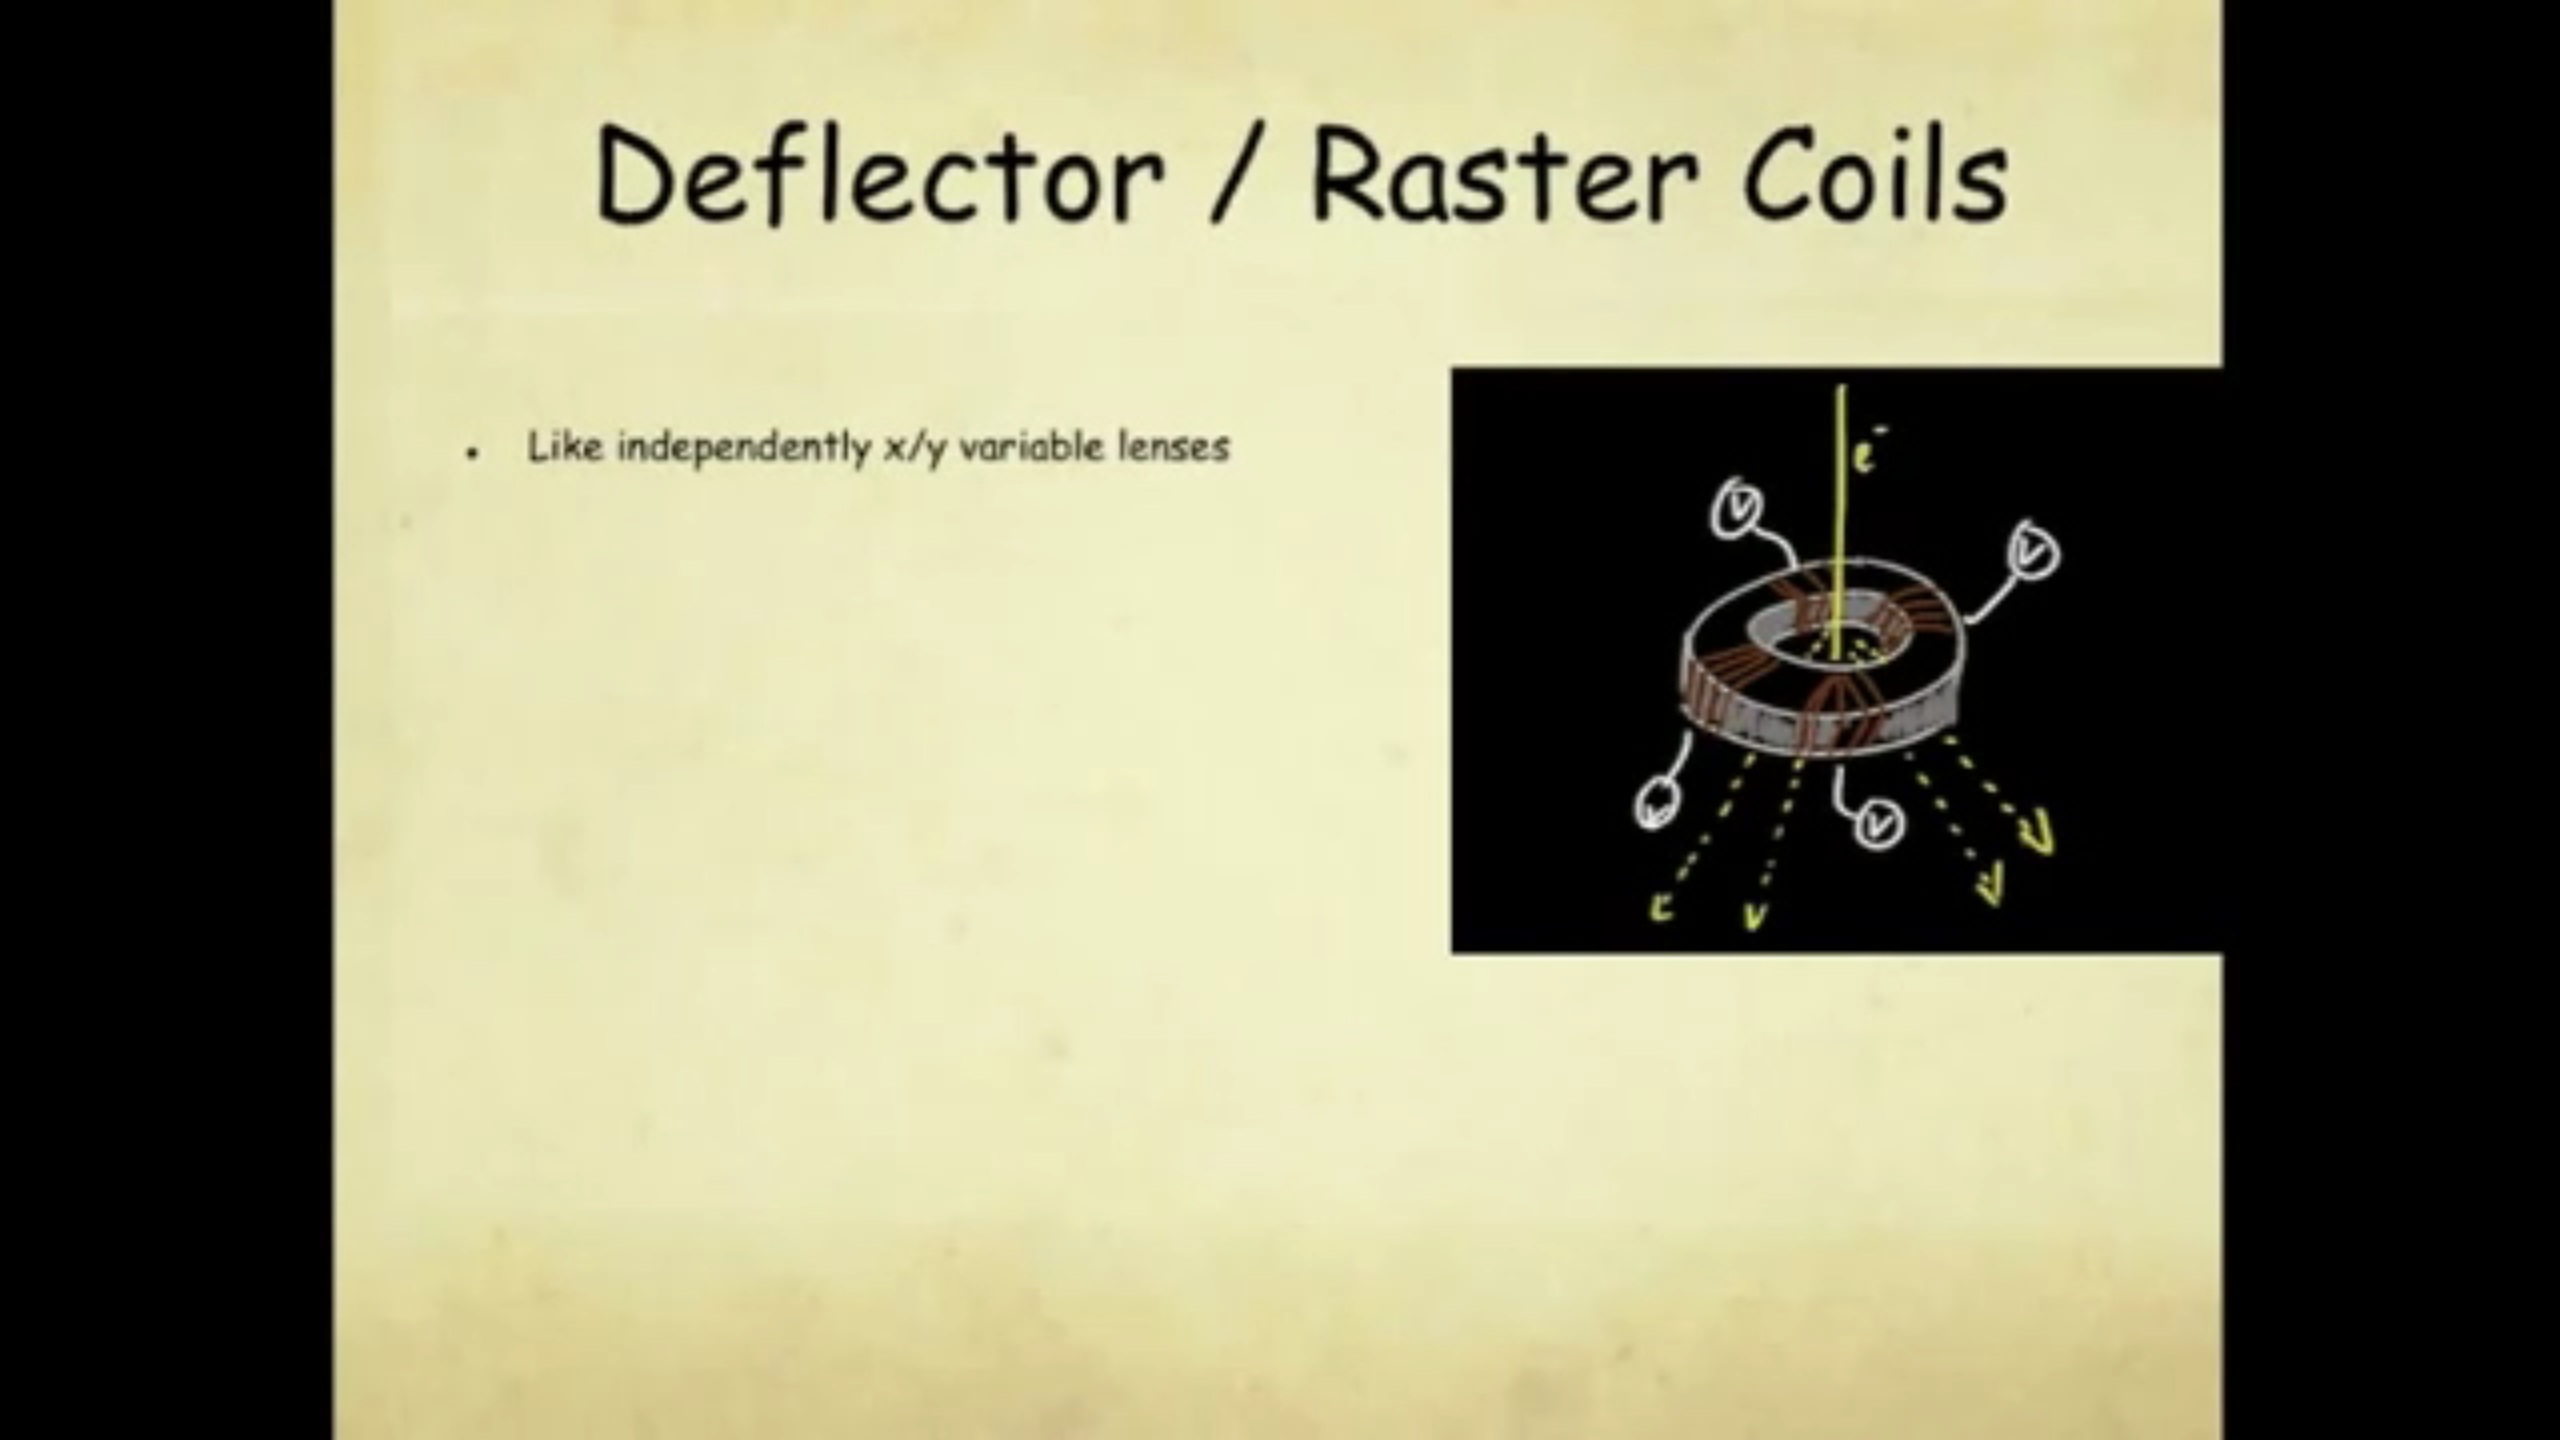 Deflector / Raster Coils
• Like independently x/y variable lenses
e-
V
V
V
V